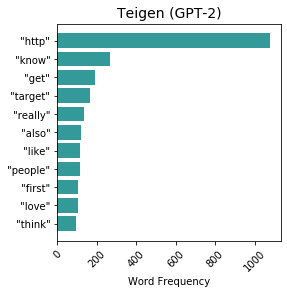 Teigen (GPT-2)
"http"
"know"
"get"
"target"
"really"
"also"
"like"
"people"
"first"
"love"
"think"
0 200 400 600 800 1000
Word Frequency